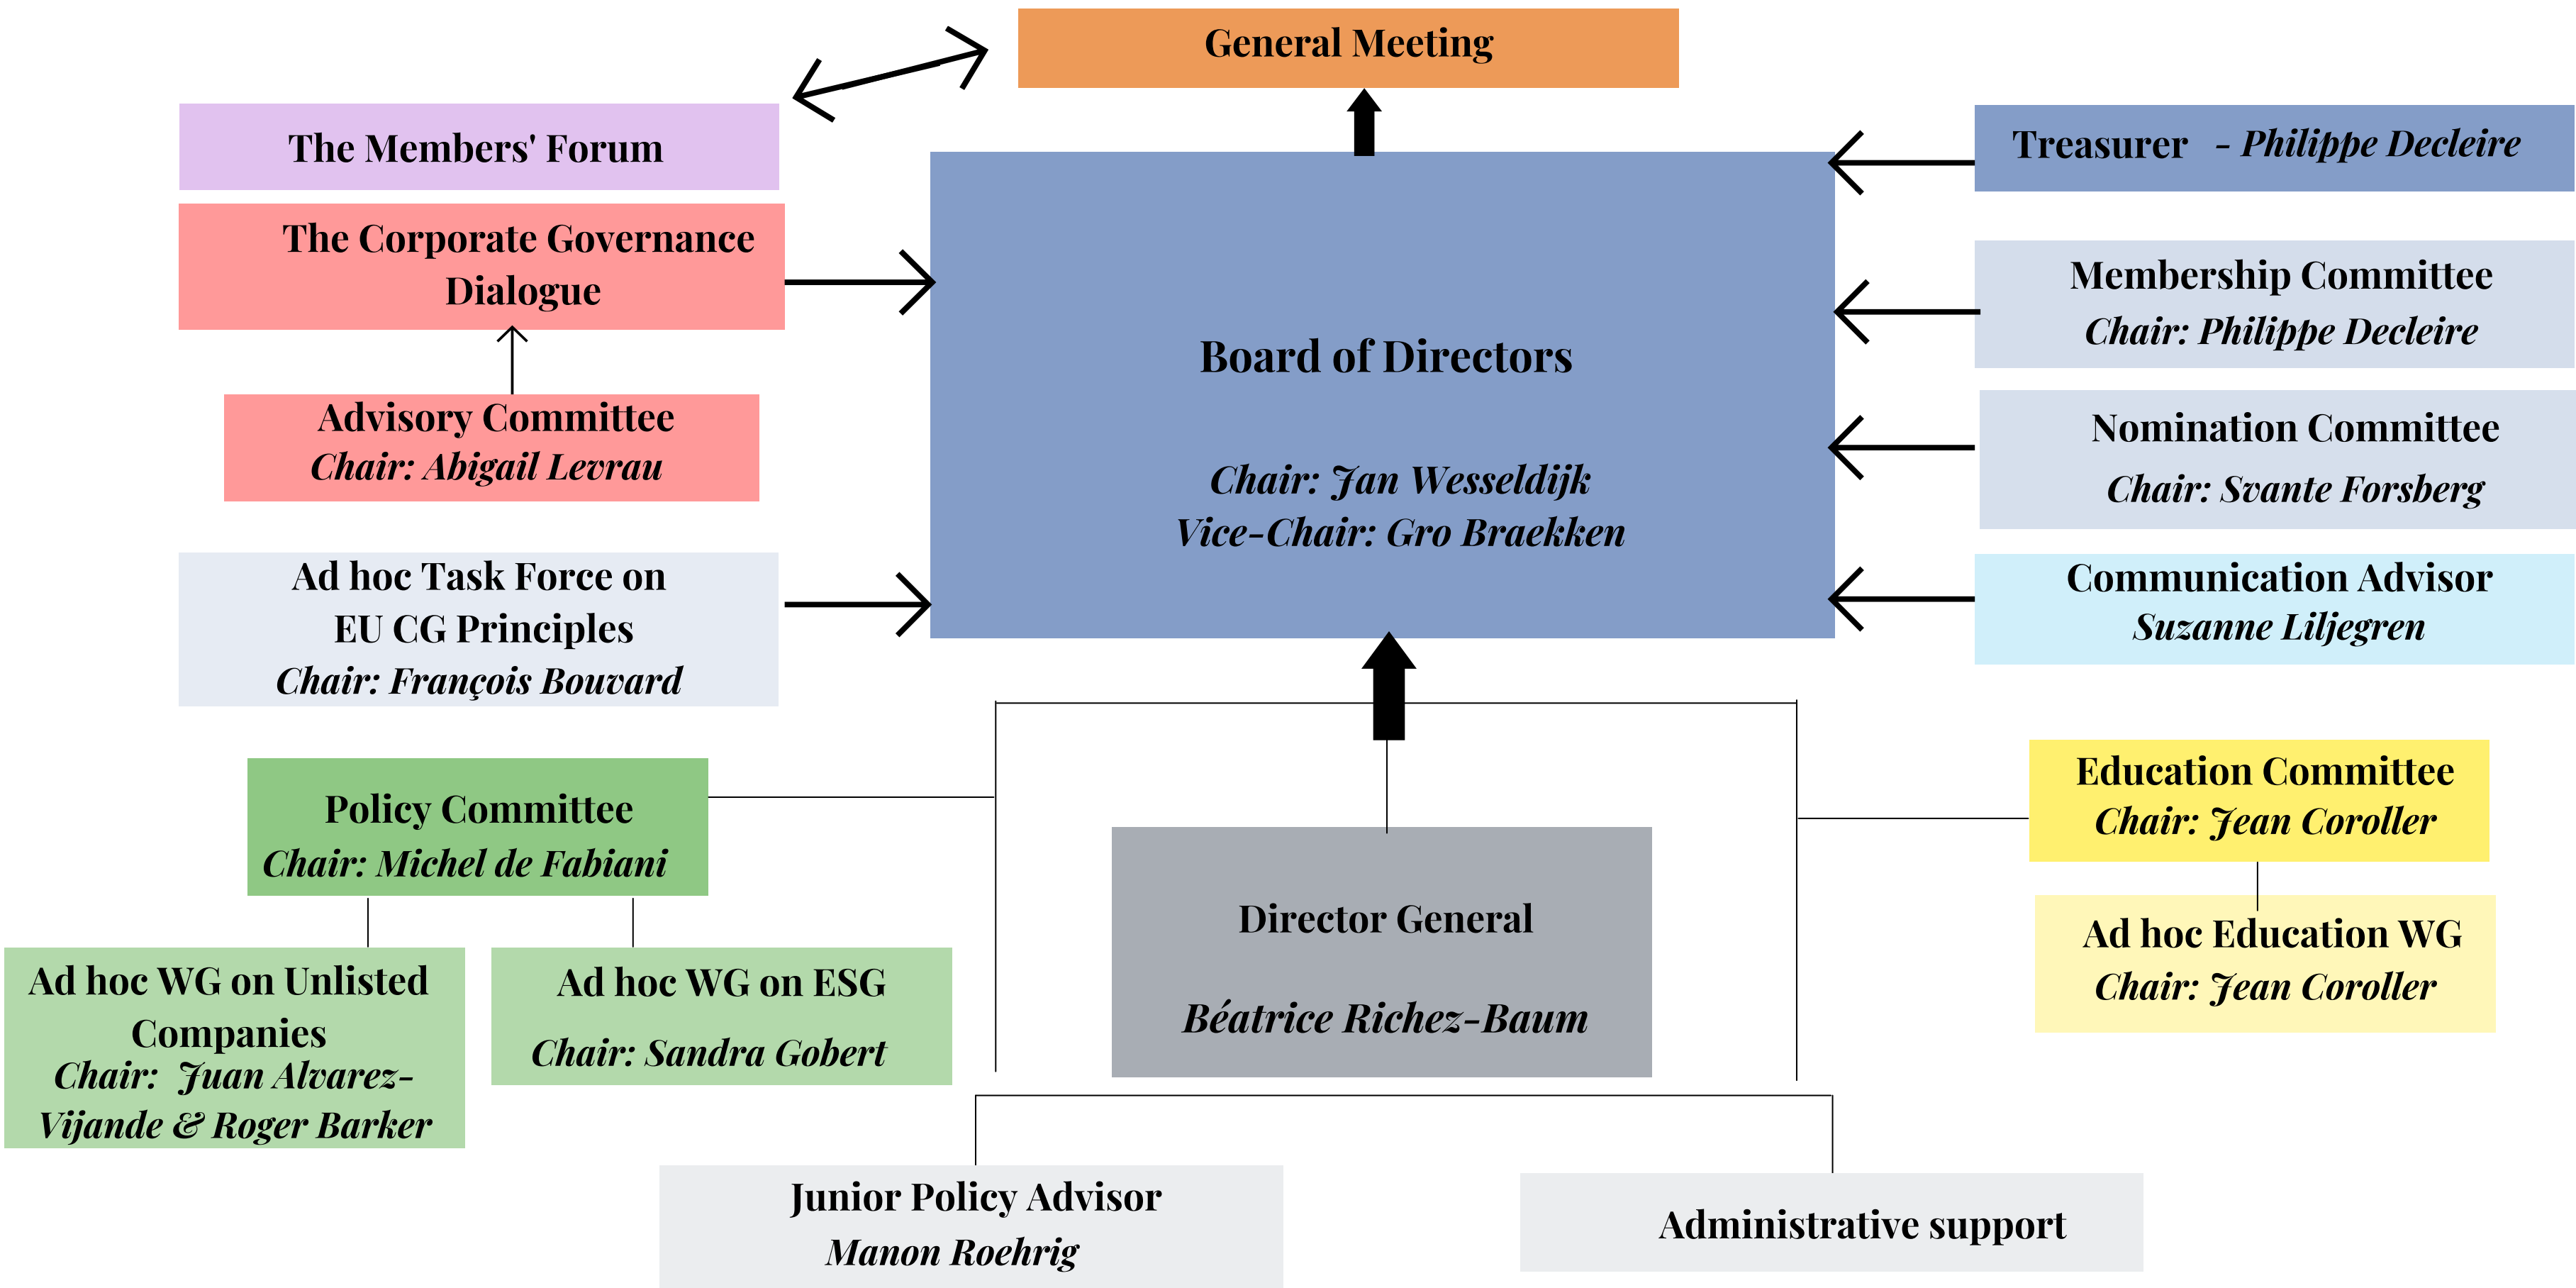 General Meeting
The Members' Forum
Treasurer - Philippe Decleire
The Corporate Governance
Dialogue
Membership Committee
Chair: Philippe Decleire
Board of Directors
Chair: Jan Wesseldijk
Vice-Chair: Gro Braekken
Advisory Committee
Chair: Abigail Levrau
Nomination Committee
Chair: Svante Forsberg
Ad hoc Task Force on
EU CG Principles
Chair: François Bouvard
Communication Advisor
Suzanne Liljegren
Policy Committee
Chair: Michel de Fabiani
Education Committee
Chair: Jean Coroller
Director General
Béatrice Richez-Baum
Ad hoc Education WG
Chair: Jean Coroller
Ad hoc WG on Unlisted
Companies
Chair: Juan Alvarez-
Vijande & Roger Barker
Ad hoc WG on ESG
Chair: Sandra Gobert
Junior Policy Advisor
Manon Roehrig
Administrative support